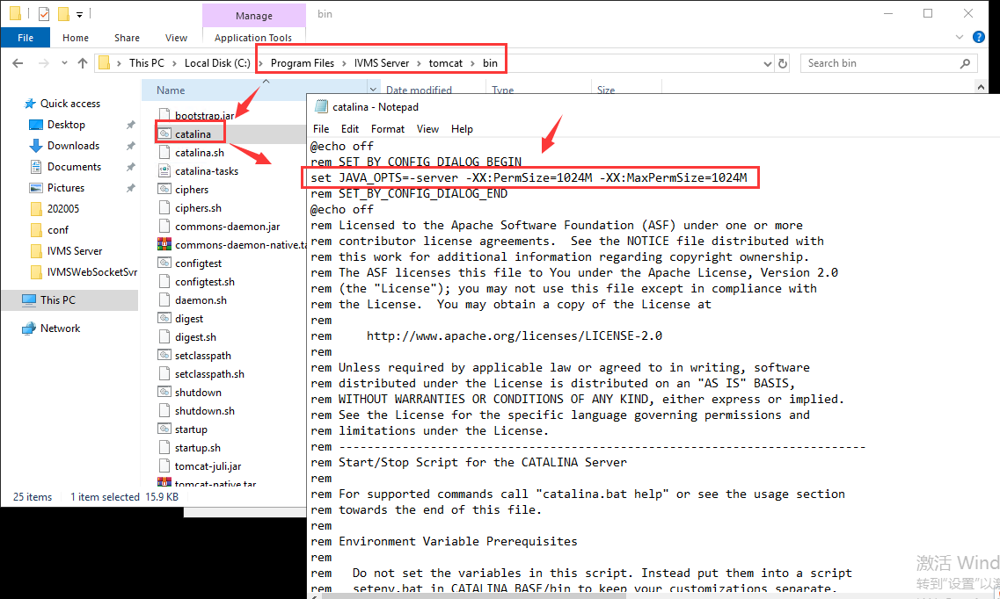 Manage
bin
File
Home
Share
View
Application Tools
This PC
Local Disk (C:)
Program Files
IVMS Server
tomcat
bin
Search bin
Name
Date modified
Type
Size
Quick access
Desktop
Downloads
Documents
Pictures
202005
conf
IVMS Server
IVMSWebSocketSvr
This PC
Network
bootstrap.jar
catalina
catalina.sh
catalina-tasks
ciphers
ciphers.sh
commons-daemon.jar
commons-daemon-native.ta
configtest
configtest.sh
daemon.sh
digest
digest.sh
setclasspath
setclasspath.sh
shutdown
shutdown.sh
startup
startup.sh
tomcat-juli.jar
tomcat-native.tar
25 items
1 item selected 15.9 KB
catalina - Notepad
File Edit Format View Help
@echo off
rem SET_BY_CONFIG_DIALOG_BEGIN
set JAVA_OPTS=-server -XX:PermSize=1024M -XX:MaxPermSize=1024M
rem SET_BY_CONFIG_DIALOG_END
@echo off
rem Licensed to the Apache Software Foundation (ASF) under one or more
rem contributor license agreements.  See the NOTICE file distributed with
rem this work for additional information regarding copyright ownership.
rem The ASF licenses this file to You under the Apache License, Version 2.0
rem (the "License"); you may not use this file except in compliance with
rem the License.  You may obtain a copy of the License at
rem
rem     http://www.apache.org/licenses/LICENSE-2.0
rem
rem Unless required by applicable law or agreed to in writing, software
rem distributed under the License is distributed on an "AS IS" BASIS,
rem WITHOUT WARRANTIES OR CONDITIONS OF ANY KIND, either express or implied.
rem See the License for the specific language governing permissions and
rem limitations under the License.
rem ---------------------------------------------------------------------------
rem Start/Stop Script for the CATALINA Server
rem
rem For supported commands call "catalina.bat help" or see the usage section
rem towards the end of this file.
rem
rem Environment Variable Prerequisites
rem
rem   Do not set the variables in this script. Instead put them into a script
rem   setenv.bat in CATALINA_BASE/bin to keep your customizations separate.
激活 Wind
转到"设置"以激